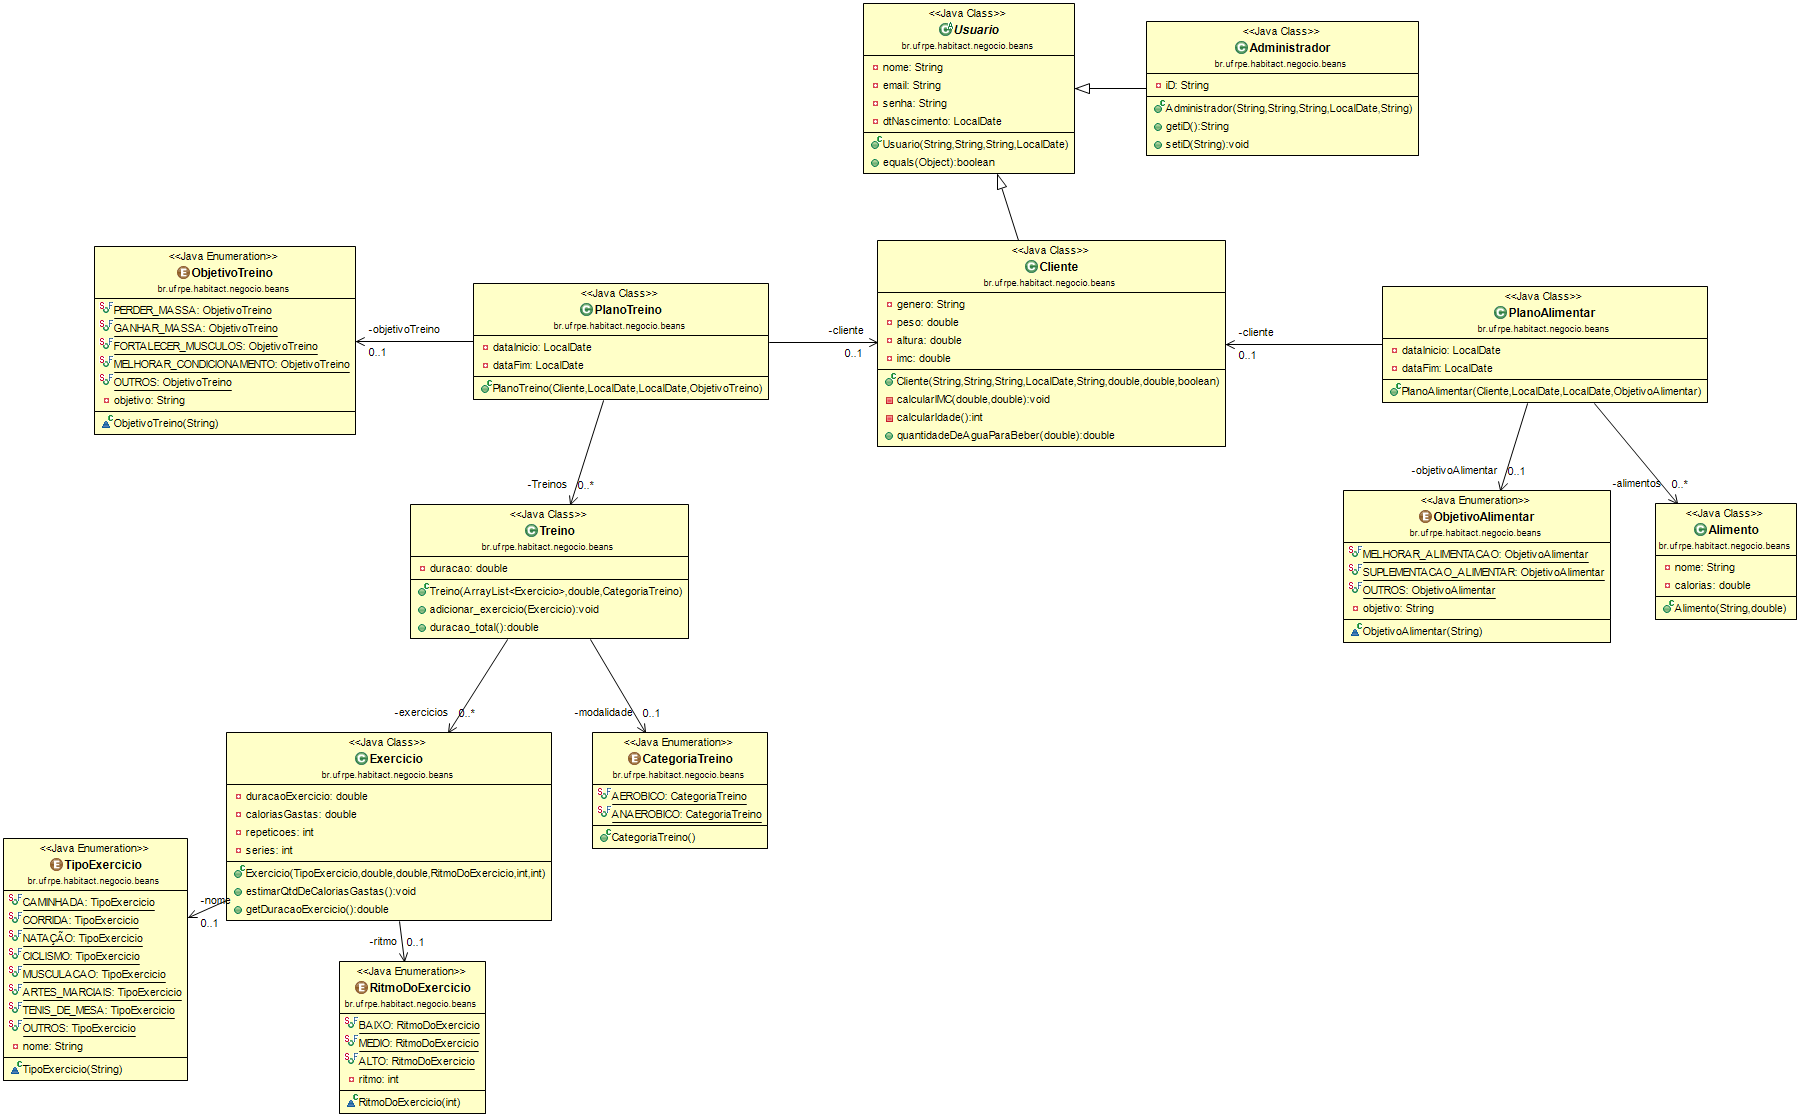 <<Java Class>>
Usuario
br.ufrpe.habitact.negocio.beans
nome: String
email: String
senha: String
dtNascimento: LocalDate
Usuario(String,String,String,LocalDate)
equals(Object):boolean
<<Java Class>>
Administrador
br.ufrpe.habitact.negocio.beans
iD: String
Administrador(String,String,String,LocalDate,String)
getiD():String
setiD(String):void
<<Java Enumeration>>
ObjetivoTreino
br.ufrpe.habitact.negocio.beans
PERDER_MASSA: ObjetivoTreino
GANHAR_MASSA: ObjetivoTreino
FORTALECER_MUSCULOS: ObjetivoTreino
MELHORAR_CONDICIONAMENTO: ObjetivoTreino
OUTROS: ObjetivoTreino
objetivo: String
ObjetivoTreino(String)
-objetivoTreino
0..1
<<Java Class>>
PlanoTreino
br.ufrpe.habitact.negocio.beans
dataInicio: LocalDate
dataFim: LocalDate
PlanoTreino(Cliente,LocalDate,LocalDate,ObjetivoTreino)
-cliente
0..1
<<Java Class>>
Cliente
br.ufrpe.habitact.negocio.beans
genero: String
peso: double
altura: double
imc: double
Cliente(String,String,String,LocalDate,String,double,double,boolean)
calcularIMC(double,double):void
calcularIdade():int
quantidadeDeAguaParaBeber(double):double
-cliente
0..1
<<Java Class>>
PlanoAlimentar
br.ufrpe.habitact.negocio.beans
dataInicio: LocalDate
dataFim: LocalDate
PlanoAlimentar(Cliente,LocalDate,LocalDate,ObjetivoAlimentar)
-Treinos
0..*
-objetivoAlimentar
0..1
-alimentos
0..*
<<Java Class>>
Treino
br.ufrpe.habitact.negocio.beans
duracao: double
Treino(ArrayList<Exercicio>,double,CategoriaTreino)
adicionar_exercicio(Exercicio):void
duracao_total():double
<<Java Enumeration>>
ObjetivoAlimentar
br.ufrpe.habitact.negocio.beans
MELHORAR_ALIMENTACAO: ObjetivoAlimentar
SUPLEMENTACAO_ALIMENTAR: ObjetivoAlimentar
OUTROS: ObjetivoAlimentar
objetivo: String
ObjetivoAlimentar(String)
<<Java Class>>
Alimento
br.ufrpe.habitact.negocio.beans
nome: String
calorias: double
Alimento(String,double)
-exercicios
0..*
-modalidade
0..1
<<Java Class>>
Exercicio
br.ufrpe.habitact.negocio.beans
duracaoExercicio: double
caloriasGastas: double
repeticoes: int
series: int
Exercicio(TipoExercicio,double,double,RitmoDoExercicio,int,int)
estimarQtdDeCaloriasGastas():void
getDuracaoExercicio():double
<<Java Enumeration>>
CategoriaTreino
br.ufrpe.habitact.negocio.beans
AEROBICO: CategoriaTreino
ANAEROBICO: CategoriaTreino
CategoriaTreino()
<<Java Enumeration>>
TipoExercicio
br.ufrpe.habitact.negocio.beans
CAMINHADA: TipoExercicio
CORRIDA: TipoExercicio
NATAÇÃO: TipoExercicio
CICLISMO: TipoExercicio
MUSCULACAO: TipoExercicio
ARTES_MARCIAIS: TipoExercicio
TENIS_DE_MESA: TipoExercicio
OUTROS: TipoExercicio
nome: String
TipoExercicio(String)
-nome
0..1
-ritmo
0..1
<<Java Enumeration>>
RitmoDoExercicio
br.ufrpe.habitact.negocio.beans
BAIXO: RitmoDoExercicio
MEDIO: RitmoDoExercicio
ALTO: RitmoDoExercicio
ritmo: int
RitmoDoExercicio(int)